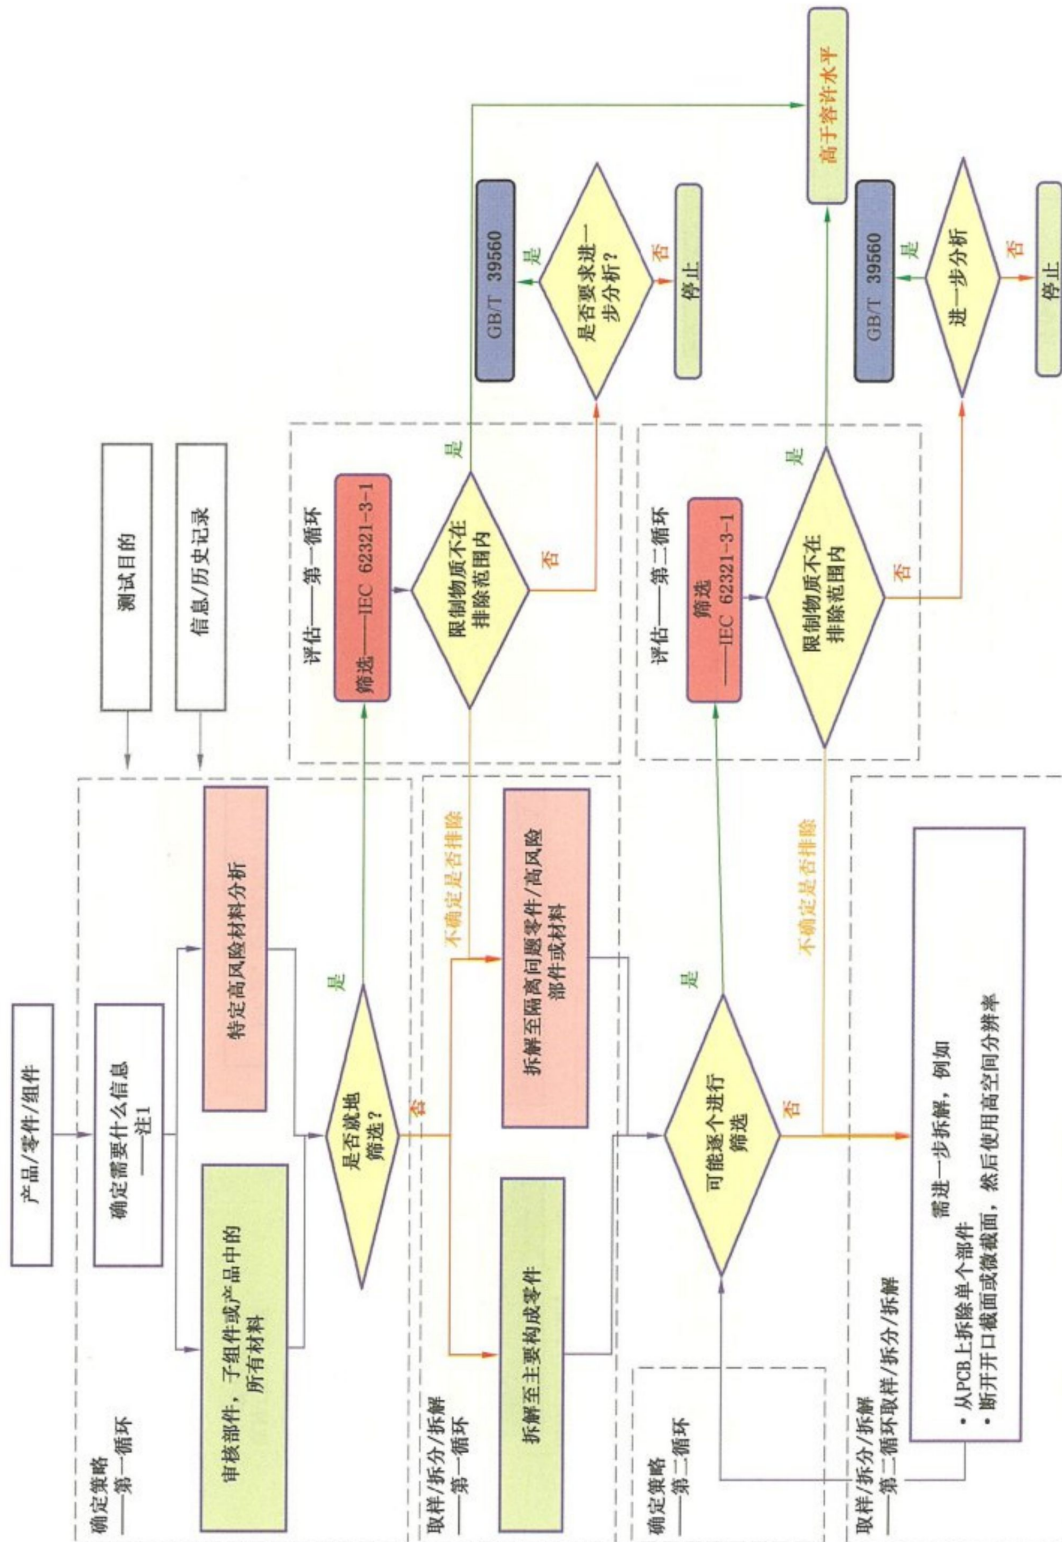 产品/零件/组件
测试目的
信息/历史记录
确定策略
——第一循环
确定需要什么信息
——注1
审核部件，子组件或产品中的
所有材料
特定高风险材料分析
是否就地
筛选？
是
否
评估——第一循环
筛选——IEC 62321-3-1
限制物质不在
排除范围内
是
否
不确定是否排除
GB/T 39560
是
是否要求进一
步分析？
否
停止
高于容许水平
取样/拆分/拆解
——第一循环
拆解至主要构成零件
拆解至隔离问题零件/高风险
部件或材料
确定策略
——第二循环
可能逐个进行
筛选
是
否
评估——第二循环
筛选
——IEC 62321-3-1
限制物质不在
排除范围内
是
否
不确定是否排除
GB/T 39560
是
进一步分析
否
停止
取样/拆分/拆解
——第二循环取样/拆分/拆解
需进一步拆解，例如
• 从PCB上拆除单个部件
• 断开开口截面或微截面，然后使用高空间分辨率